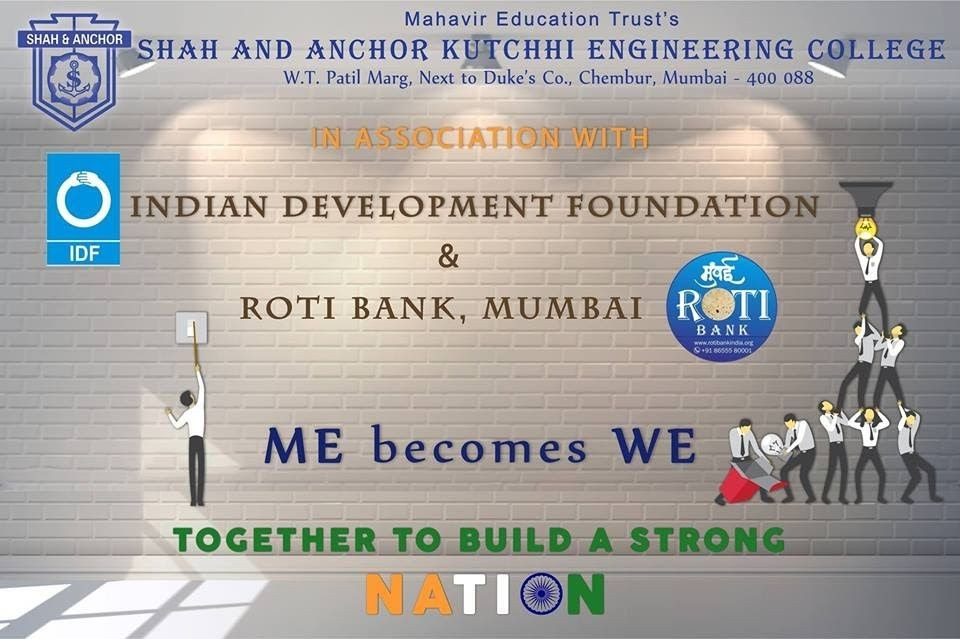 Mahavir Education Trust's
SHAH & ANCHOR
SHAH AND ANCHOR KUTCHHI ENGINEERING COLLEGE
W.T. Patil Marg, Next to Duke's Co., Chembur, Mumbai - 400 088
IN ASSOCIATION WITH
INDIAN DEVELOPMENT FOUNDATION
IDF
&
ROTI BANK, MUMBAI
मुंबई
ROTI
BANK
www.rotibankindia.org
+91 86555 80001
ME becomes WE
TOGETHER TO BUILD A STRONG
NATION